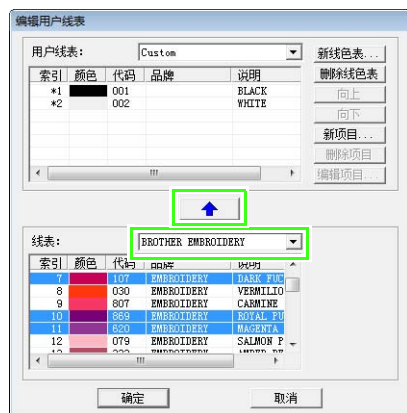 编辑用户线表
用户线表: Custom
新线色表...
索引 颜色 代码 品牌 说明
删除线色表
*1 001 BLACK
*2 002 WHITE
向上
向下
新项目...
删除项目
编辑项目...
线表: BROTHER EMBROIDERY
索引 颜色 代码 品牌 说明
7 107 EMBROIDERY DARK FUC
8 030 EMBROIDERY VERMILIO
9 807 EMBROIDERY CARMINE
10 869 EMBROIDERY ROYAL PU
11 620 EMBROIDERY MAGENTA
12 079 EMBROIDERY SALMON P
确定 取消